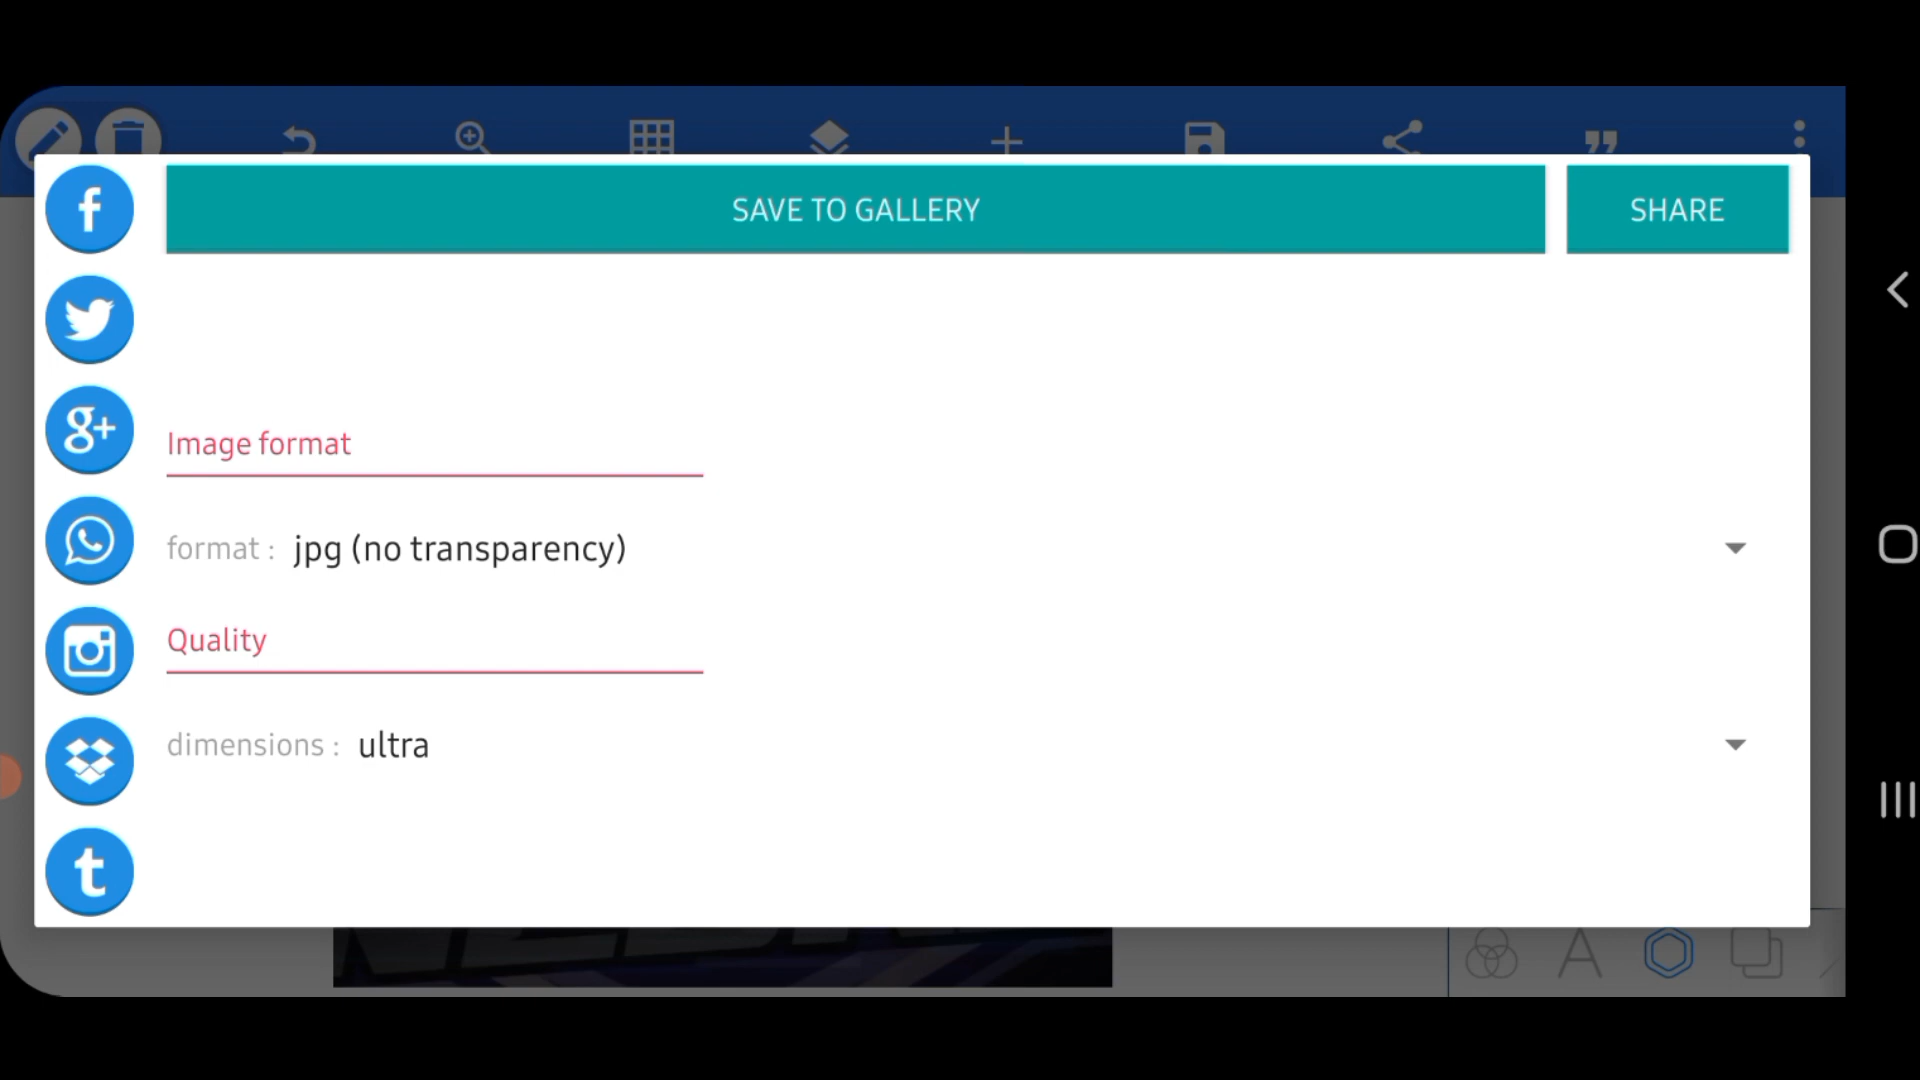 SAVE TO GALLERY
SHARE
Image format
format : jpg (no transparency)
Quality
dimensions : ultra